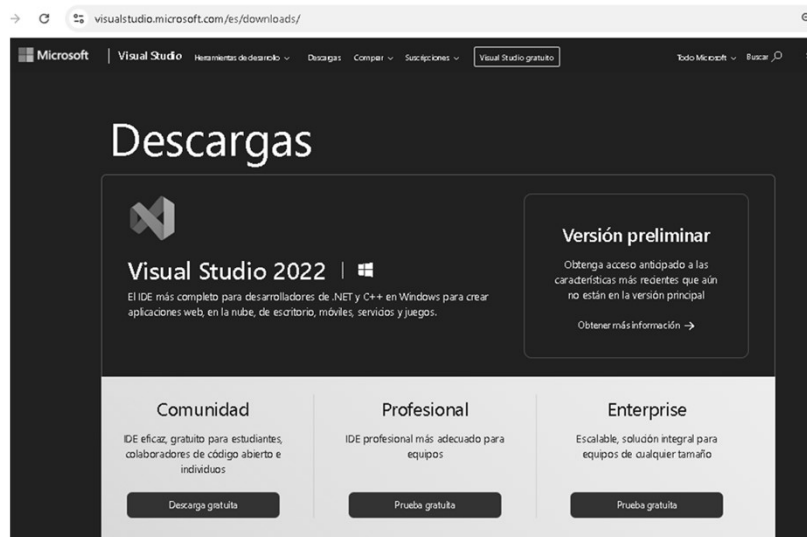 visualstudio.microsoft.com/es/downloads/
Microsoft
Visual Studio
Herramientas de desarrollo
Descargas
Comprar
Suscripciones
Visual Studio gratuito
Todo Microsoft
Buscar
Descargas
Visual Studio 2022
El IDE más completo para desarrolladores de .NET y C++ en Windows para crear
aplicaciones web, en la nube, de escritorio, móviles, servicios y juegos.
Versión preliminar
Obtenga acceso anticipado a las
características más recientes que aún
no están en la versión principal
Obtener más información →
Comunidad
IDE eficaz, gratuito para estudiantes,
colaboradores de código abierto e
individuos
Descarga gratuita
Profesional
IDE profesional más adecuado para
equipos
Prueba gratuita
Enterprise
Escalable, solución integral para
equipos de cualquier tamaño
Prueba gratuita